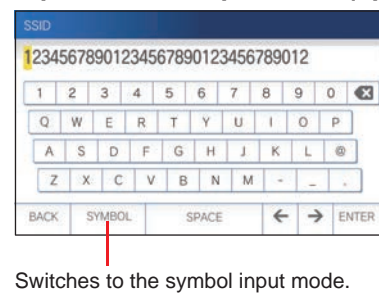 SSID
12345678901234567890123456789012
1 2 3 4 5 6 7 8 9 0
Q W E R T Y U I O P
A S D F G H J K L @
Z X C V B N M - _ .
BACK SYMBOL SPACE ← → ENTER
Switches to the symbol input mode.